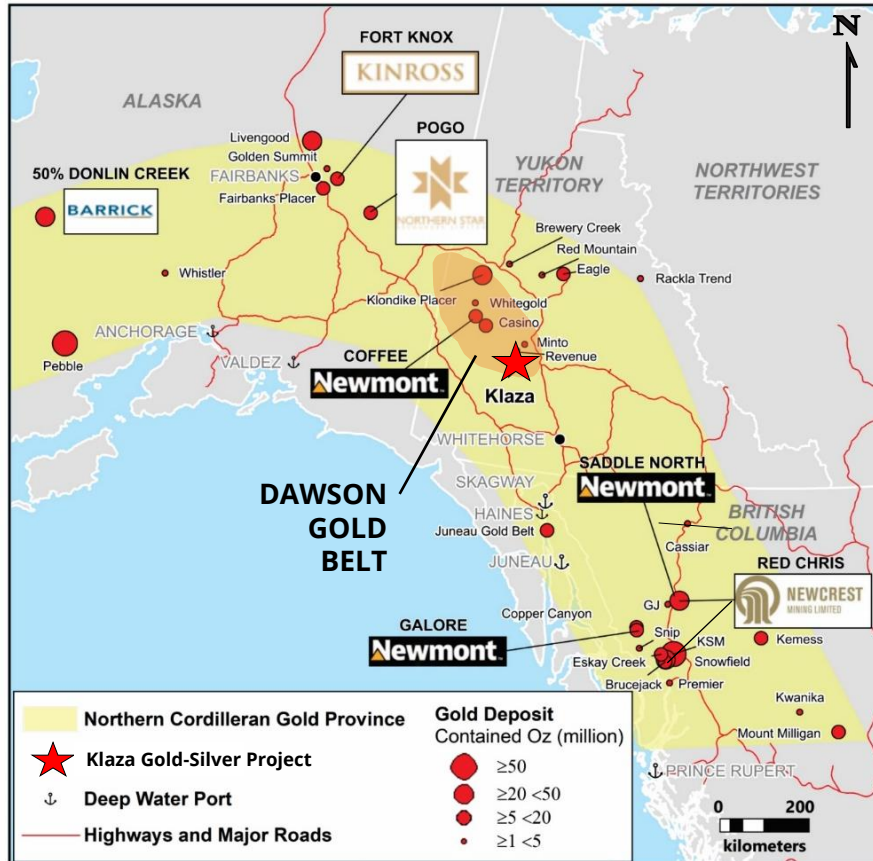 N
FORT KNOX
KINROSS
ALASKA
POGO
NORTHERN STAR
YUKON
TERRITORY
NORTHWEST
TERRITORIES
Livengood
Golden Summit
FAIRBANKS
Fairbanks Placer
50% DONLIN CREEK
BARRICK
Brewery Creek
Red Mountain
Eagle
Rackla Trend
Whistler
Klondike Placer
Whitegold
Casino
Minto
Revenue
ANCHORAGE
VALDEZ
Pebble
COFFEE
Newmont
Klaza
WHITEHORSE
DAWSON
GOLD
BELT
SKAGWAY
HAINES
Juneau Gold Belt
JUNEAU
SADDLE NORTH
Newmont
BRITISH
COLUMBIA
Cassiar
RED CHRIS
NEWCREST
MINING LIMITED
GJ
Copper Canyon
GALORE
Newmont
Snip
KSM
Kemess
Eskay Creek
Snowfield
Brucejack
Premier
Kwanika
Mount Milligan
PRINCE RUPERT
Northern Cordilleran Gold Province
Klaza Gold-Silver Project
Deep Water Port
Highways and Major Roads
Gold Deposit
Contained Oz (million)
≥50
≥20 <50
≥5 <20
≥1 <5
0 200
kilometers